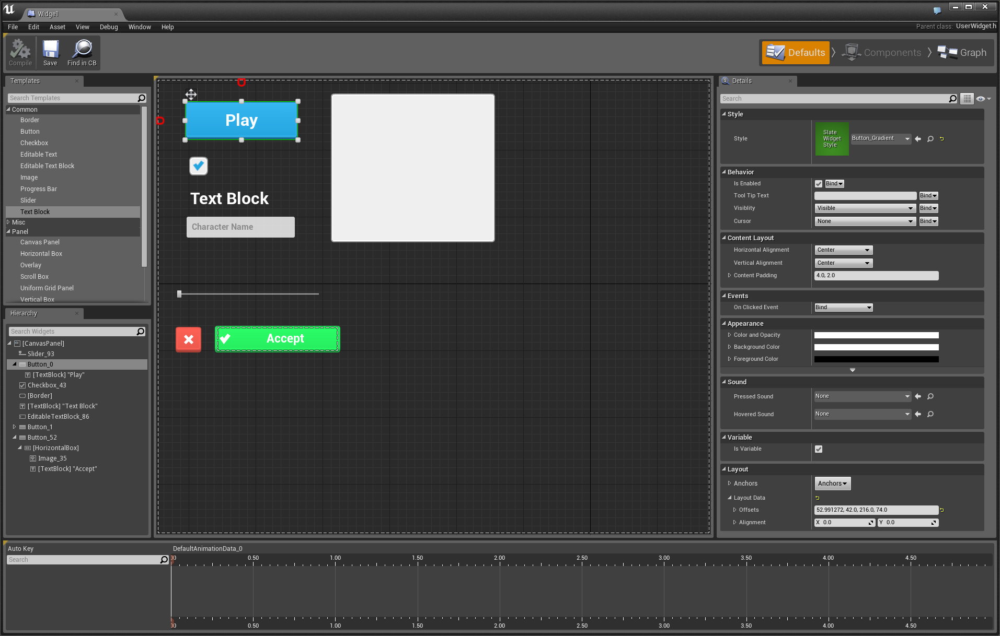 Widget1
File Edit Asset View Debug Window Help
Parent class: UserWidget.h
Compile Save Find in CB
Defaults Components Graph
Templates
Search Templates
Common
Border
Button
Checkbox
Editable Text
Editable Text Block
Image
Progress Bar
Slider
Text Block
Misc
Panel
Canvas Panel
Horizontal Box
Overlay
Scroll Box
Uniform Grid Panel
Vertical Box
Hierarchy
Search Widgets
[CanvasPanel]
Slider_93
Button_0
[TextBlock] "Play"
Checkbox_43
[Border]
[TextBlock] "Text Block"
EditableTextBlock_86
Button_1
Button_52
[HorizontalBox]
Image_35
[TextBlock] "Accept"
Play
Text Block
Character Name
Accept
Details
Search
Style
Style
Slate
Widget
Style
Button_Gradient
Behavior
Is Enabled Bind
Tool Tip Text Bind
Visiblity Visible Bind
Cursor None Bind
Content Layout
Horizontal Alignment Center
Vertical Alignment Center
Content Padding 4.0, 2.0
Events
On Clicked Event Bind
Appearance
Color and Opacity
Background Color
Foreground Color
Sound
Pressed Sound None
Hovered Sound None
Variable
Is Variable
Layout
Anchors Anchors
Layout Data
Offsets 52.991272, 42.0, 216.0, 74.0
Alignment X 0.0 Y 0.0
Auto Key
Search
DefaultAnimationData_0
0.50 1.00 1.50 2.00 2.50 3.00 3.50 4.00 4.50
0.50 1.00 1.50 2.00 2.50 3.00 3.50 4.00 4.50